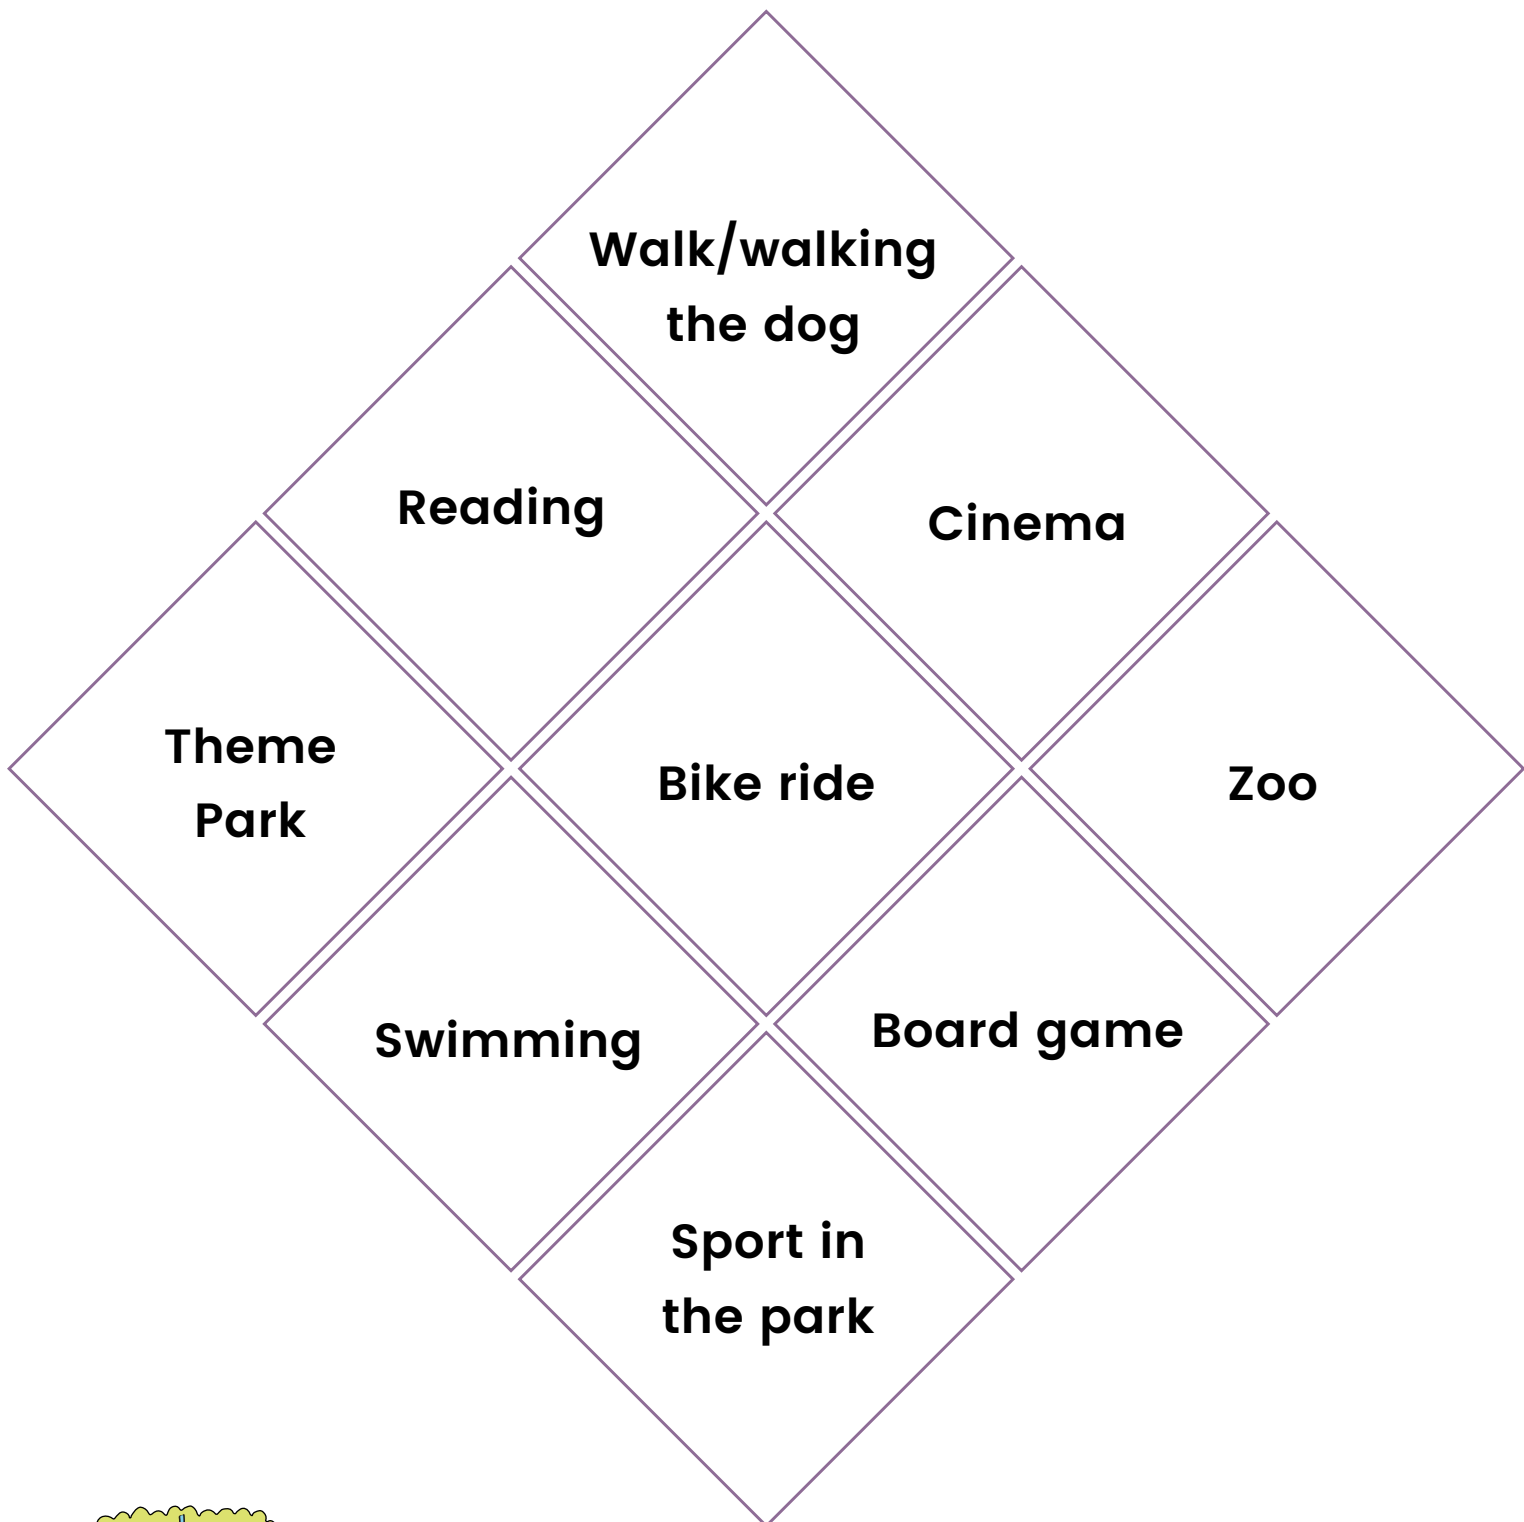 Walk/walking
the dog
Reading
Cinema
Theme
Park
Bike ride
Zoo
Swimming
Board game
Sport in
the park